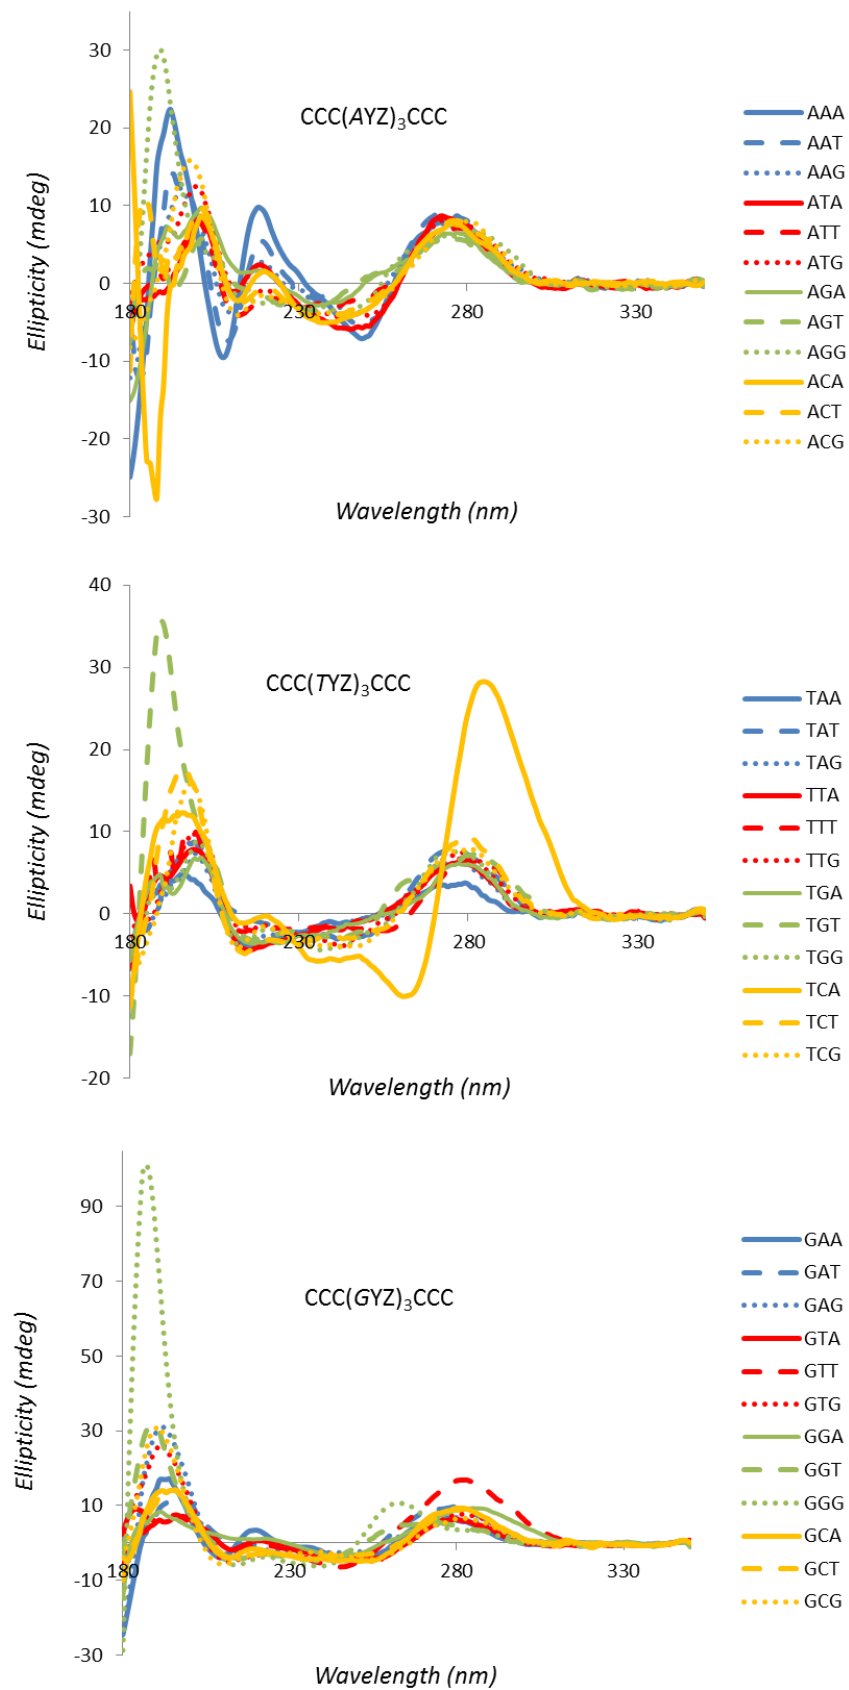 CCC(AYZ)3CCC
Ellipticity (mdeg)
30
20
10
0
-10
-20
-30
180
230
280
330
Wavelength (nm)
AAA
AAT
AAG
ATA
ATT
ATG
AGA
AGT
AGG
ACA
ACT
ACG
CCC(TYZ)3CCC
Ellipticity (mdeg)
40
30
20
10
0
-10
-20
180
230
280
330
Wavelength (nm)
TAA
TAT
TAG
TTA
TTT
TTG
TGA
TGT
TGG
TCA
TCT
TCG
CCC(GYZ)3CCC
Ellipticity (mdeg)
90
70
50
30
10
-10
-30
180
230
280
330
Wavelength (nm)
GAA
GAT
GAG
GTA
GTT
GTG
GGA
GGT
GGG
GCA
GCT
GCG